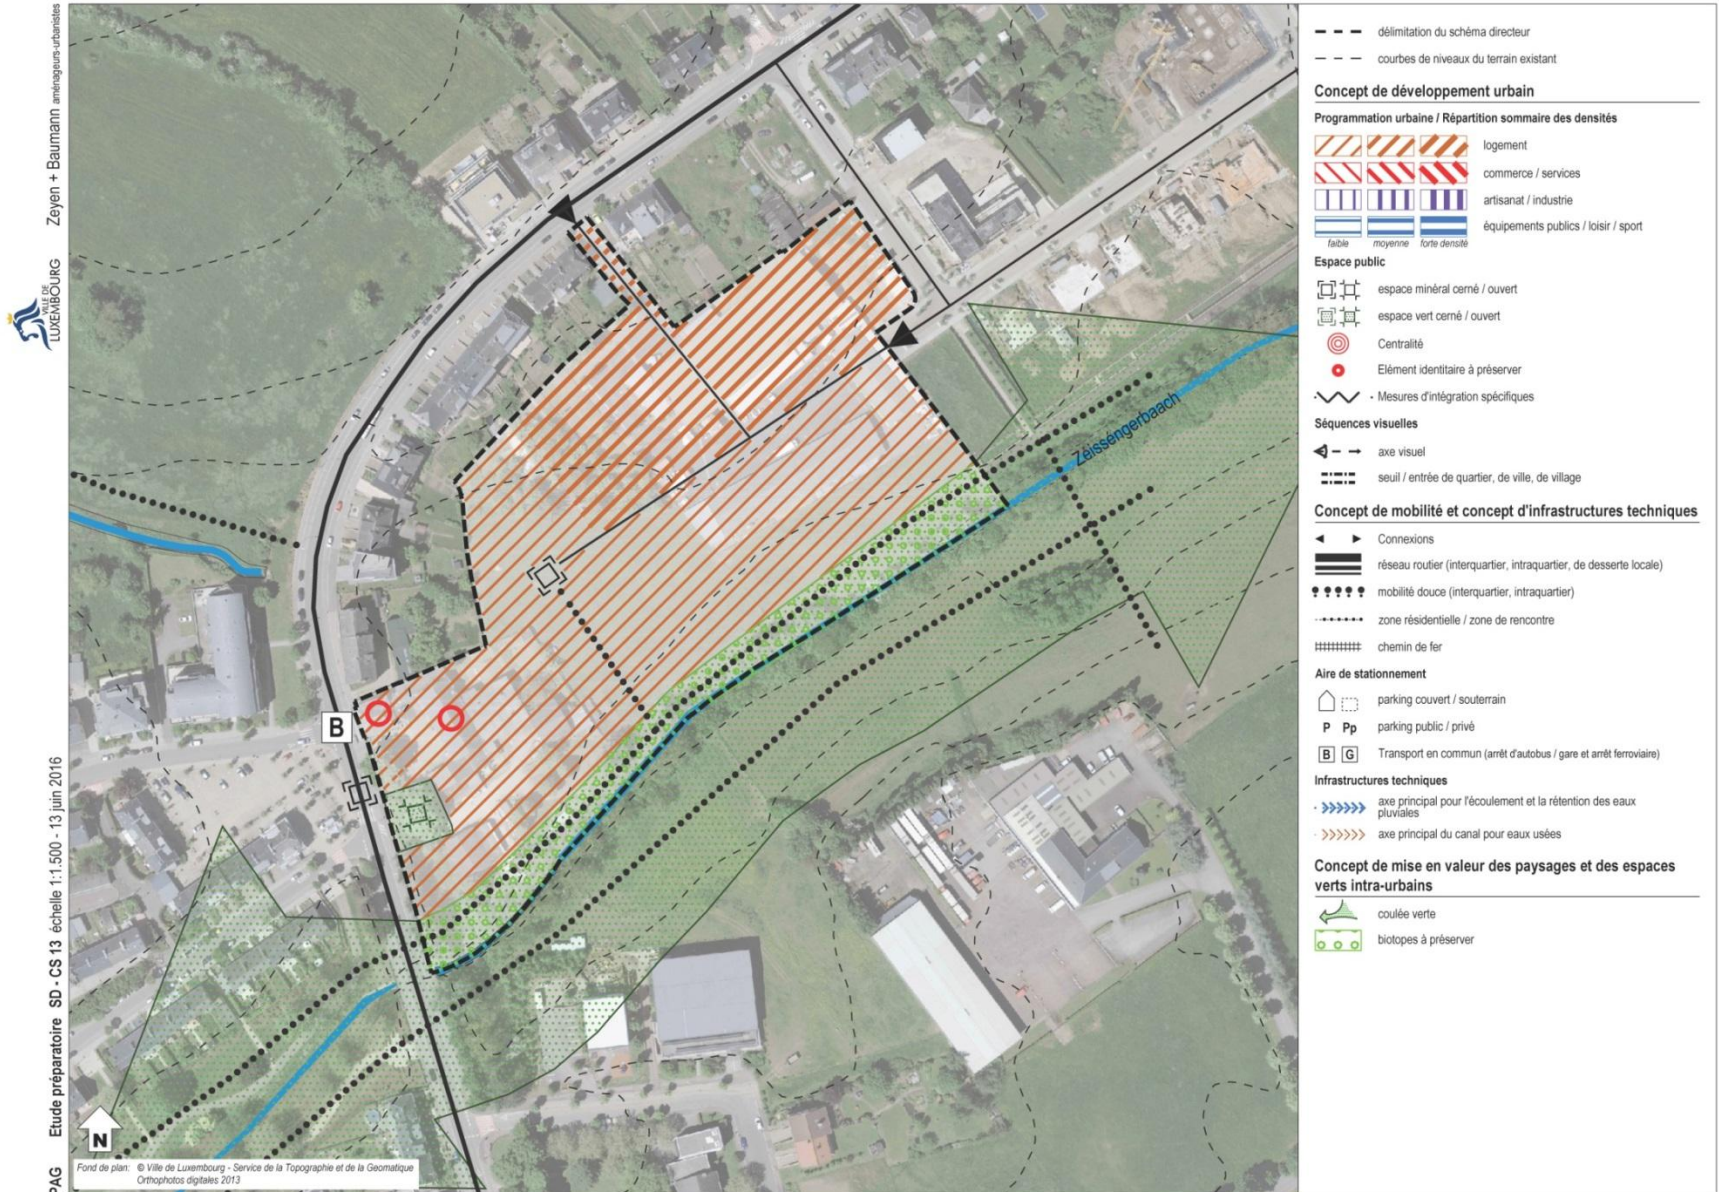 Zeyen + Baumann aménageurs-urbanistes
VILLE DE
LUXEMBOURG
PAG Etude préparatoire SD - CS 13 échelle 1:1.500 - 13 juin 2016
Zéissengerbaach
B
N
Fond de plan: © Ville de Luxembourg - Service de la Topographie et de la Geomatique
Orthophotos digitales 2013
délimitation du schéma directeur
courbes de niveaux du terrain existant
Concept de développement urbain
Programmation urbaine / Répartition sommaire des densités
logement
commerce / services
artisanat / industrie
équipements publics / loisir / sport
faible moyenne forte densité
Espace public
espace minéral cerné / ouvert
espace vert cerné / ouvert
Centralité
Elément identitaire à préserver
Mesures d'intégration spécifiques
Séquences visuelles
axe visuel
seuil / entrée de quartier, de ville, de village
Concept de mobilité et concept d'infrastructures techniques
Connexions
réseau routier (interquartier, intraquartier, de desserte locale)
mobilité douce (interquartier, intraquartier)
zone résidentielle / zone de rencontre
chemin de fer
Aire de stationnement
parking couvert / souterrain
P Pp parking public / privé
B G Transport en commun (arrêt d'autobus / gare et arrêt ferroviaire)
Infrastructures techniques
axe principal pour l'écoulement et la rétention des eaux
pluviales
axe principal du canal pour eaux usées
Concept de mise en valeur des paysages et des espaces
verts intra-urbains
coulée verte
biotopes à préserver